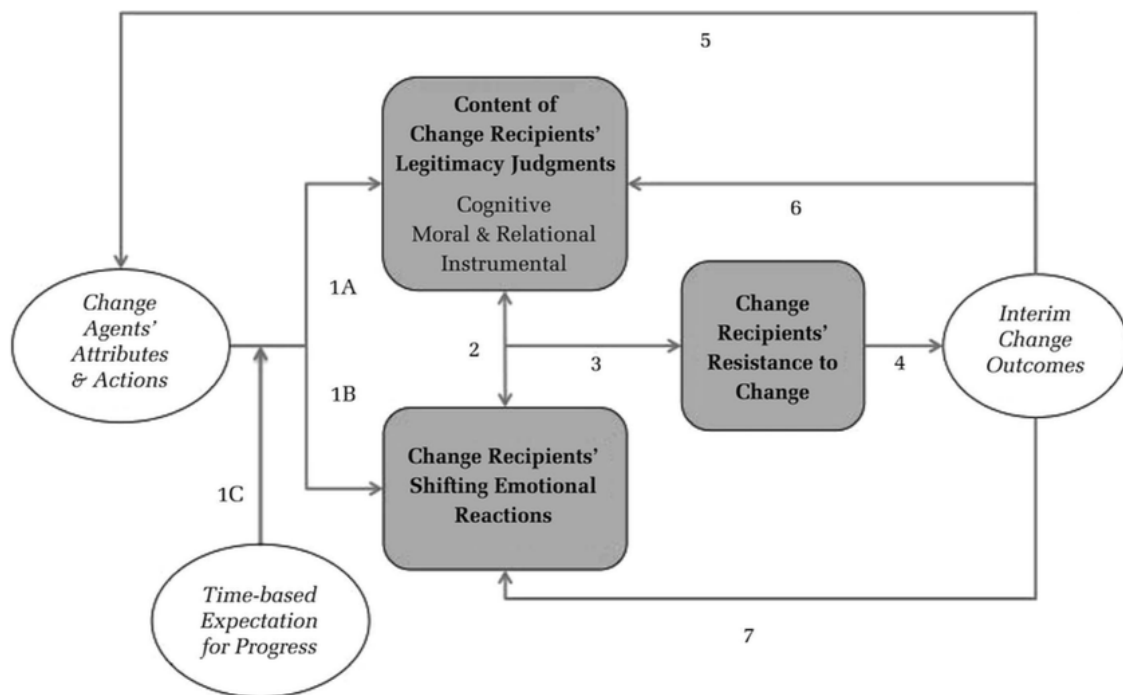 5
Content of
Change Recipients'
Legitimacy Judgments
Cognitive
Moral & Relational
Instrumental
6
1A
Change
Agents'
Attributes
& Actions
2
3
Change
Recipients'
Resistance to
Change
4
Interim
Change
Outcomes
1B
Change Recipients'
Shifting Emotional
Reactions
1C
Time-based
Expectation
for Progress
7